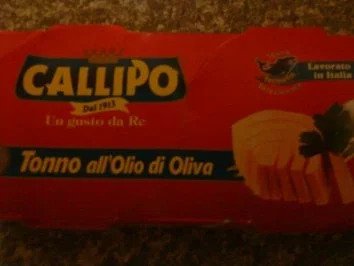 CALLIPO
Dal 1913
Un gusto da Re
Lavorato
in Italia
Tonno all'Olio di Oliva